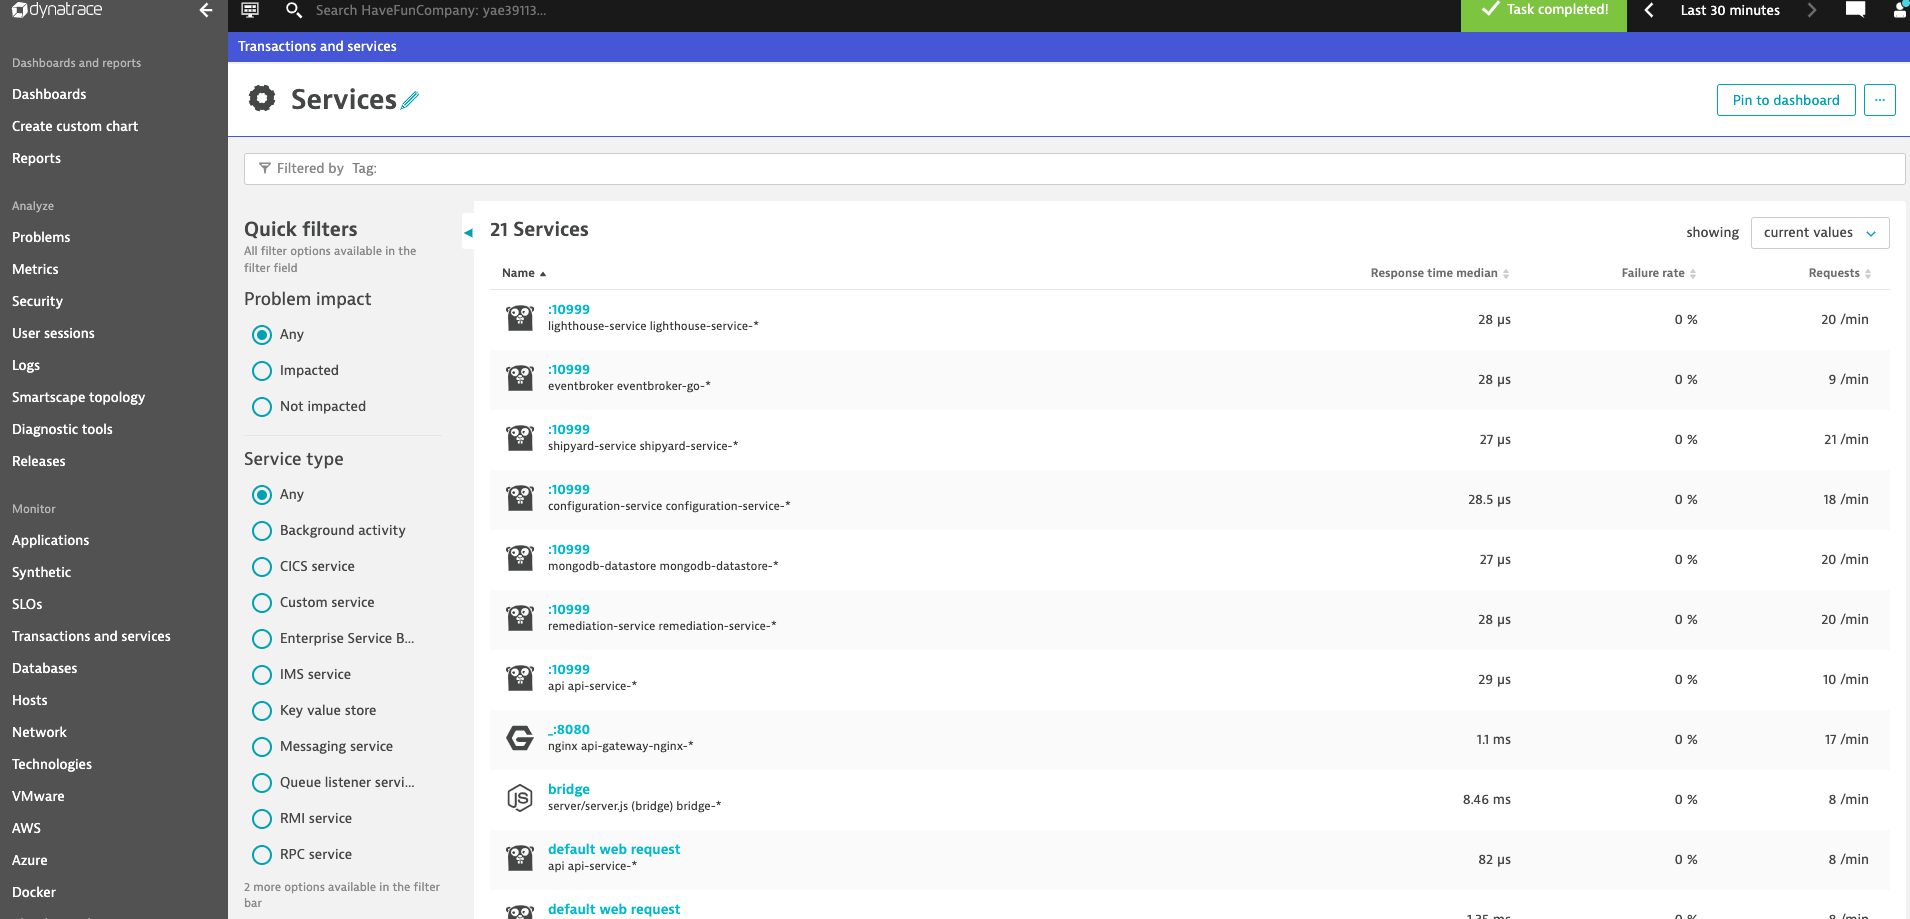 dynatrace
Search HaveFunCompany: yae39113...
Task completed!
Last 30 minutes
Dashboards and reports
Dashboards
Create custom chart
Reports
Analyze
Problems
Metrics
Security
User sessions
Logs
Smartscape topology
Diagnostic tools
Releases
Monitor
Applications
Synthetic
SLOs
Transactions and services
Databases
Hosts
Network
Technologies
VMware
AWS
Azure
Docker
Transactions and services
Services
Pin to dashboard
...
Filtered by Tag:
Quick filters
All filter options available in the
filter field
Problem impact
Any
Impacted
Not impacted
Service type
Any
Background activity
CICS service
Custom service
Enterprise Service B...
IMS service
Key value store
Messaging service
Queue listener servi...
RMI service
RPC service
2 more options available in the filter
bar
21 Services
showing current values
Name Response time median Failure rate Requests
:10999
lighthouse-service lighthouse-service-*
28 µs 0 % 20 /min
:10999
eventbroker eventbroker-go-*
28 µs 0 % 9 /min
:10999
shipyard-service shipyard-service-*
27 µs 0 % 21 /min
:10999
configuration-service configuration-service-*
28.5 µs 0 % 18 /min
:10999
mongodb-datastore mongodb-datastore-*
27 µs 0 % 20 /min
:10999
remediation-service remediation-service-*
28 µs 0 % 20 /min
:10999
api api-service-*
29 µs 0 % 10 /min
_:8080
nginx api-gateway-nginx-*
1.1 ms 0 % 17 /min
JS
bridge
server/server.js (bridge) bridge-*
8.46 ms 0 % 8 /min
default web request
api api-service-*
82 µs 0 % 8 /min
default web request